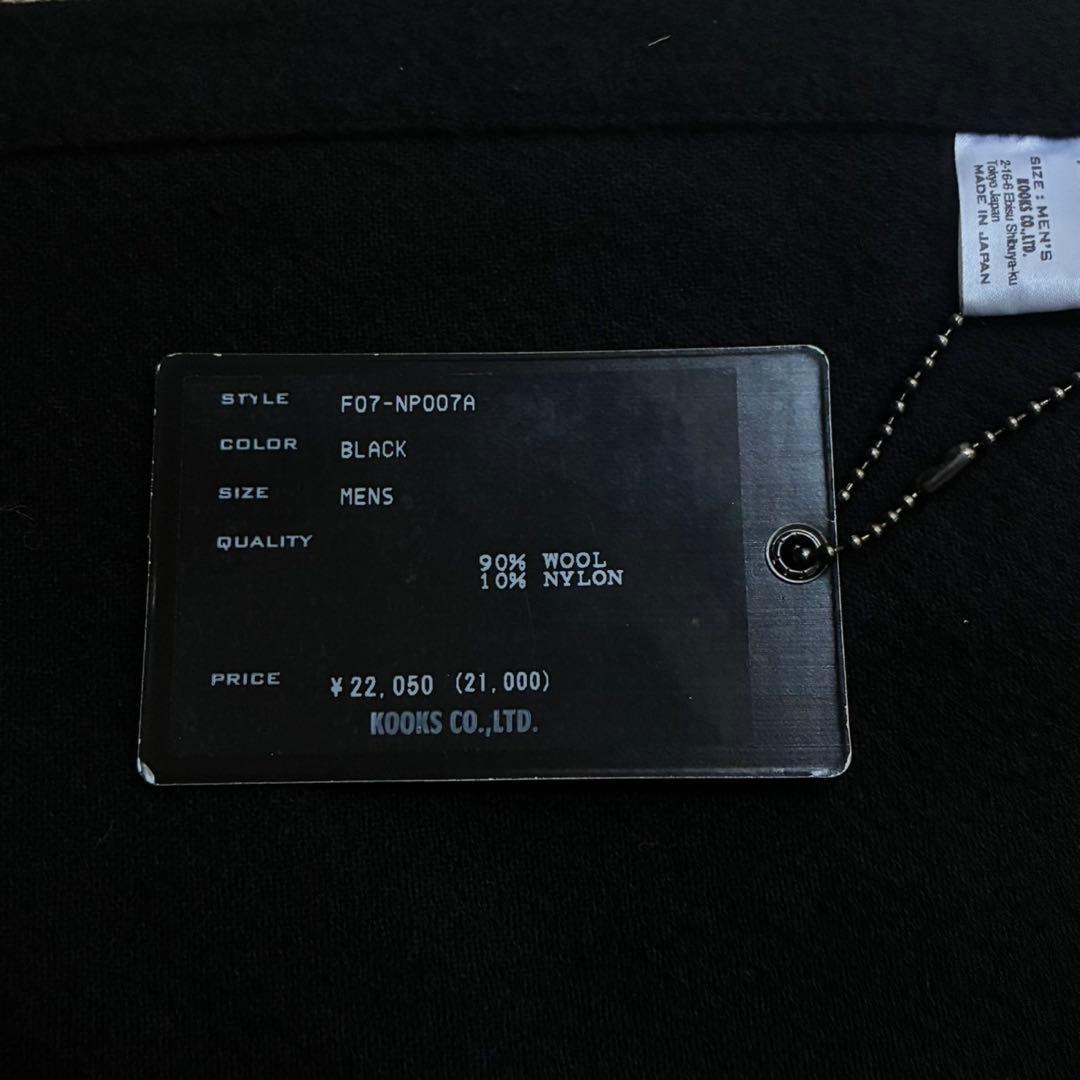 STYLE F07-NP007A
COLOR BLACK
SIZE MENS
QUALITY
90% WOOL
10% NYLON
PRICE ¥22,050 (21,000)
KOOKS CO.,LTD.
SIZE : MEN'S
KOOKS CO.,LTD.
2-16-6 Ebisu Shibuya-ku
Tokyo Japan
MADE IN JAPAN